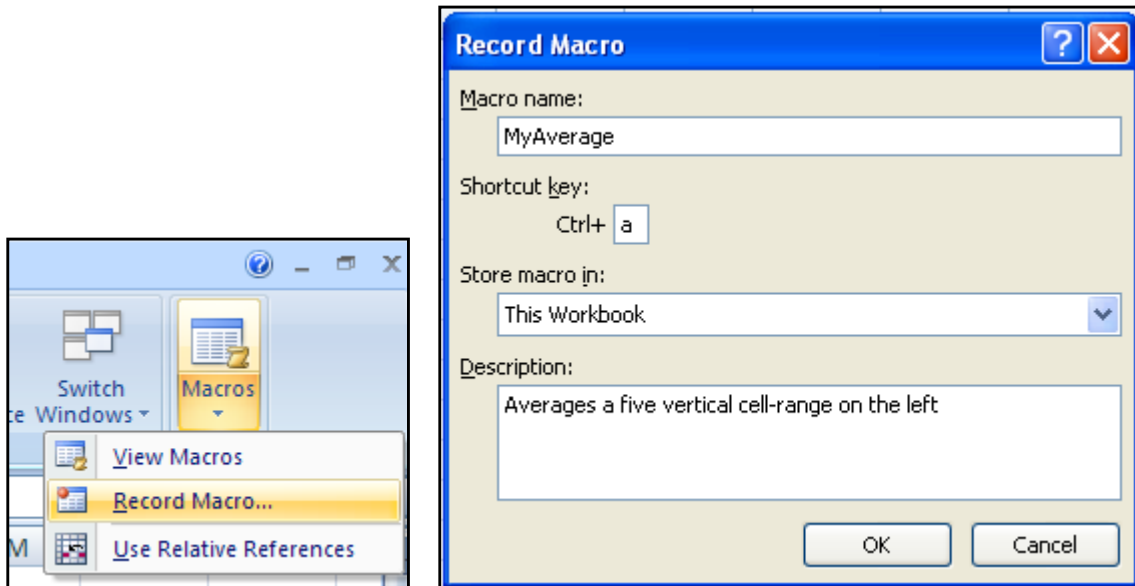 Switch
Windows
Macros
View Macros
Record Macro...
M
Use Relative References
Record Macro
Macro name:
MyAverage
Shortcut key:
Ctrl+ a
Store macro in:
This Workbook
Description:
Averages a five vertical cell-range on the left
OK Cancel